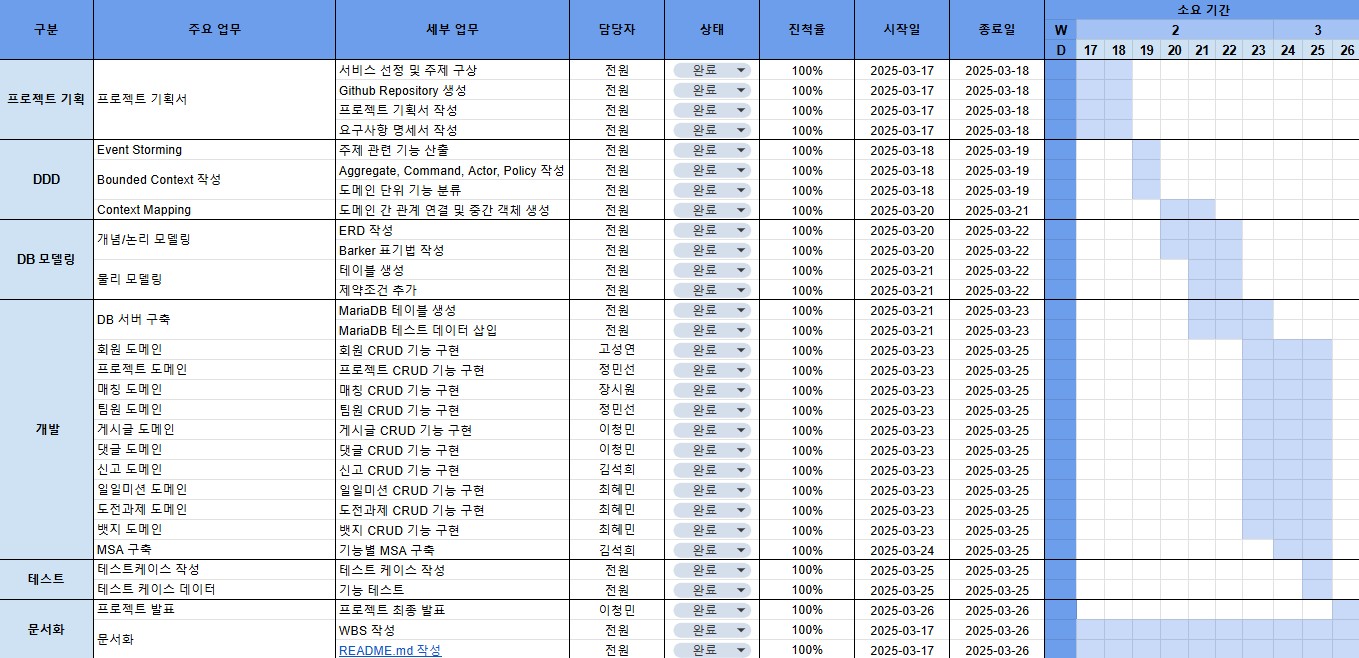 구분 주요 업무 세부 업무 담당자 상태 진척율 시작일 종료일 소요 기간
W 2 3
D 17 18 19 20 21 22 23 24 25 26
프로젝트 기획 프로젝트 기획서 서비스 선정 및 주제 구상 전원 완료 100% 2025-03-17 2025-03-18
Github Repository 생성 전원 완료 100% 2025-03-17 2025-03-18
프로젝트 기획서 작성 전원 완료 100% 2025-03-17 2025-03-18
요구사항 명세서 작성 전원 완료 100% 2025-03-17 2025-03-18
DDD Event Storming 주제 관련 기능 산출 전원 완료 100% 2025-03-18 2025-03-19
Bounded Context 작성 Aggregate, Command, Actor, Policy 작성 전원 완료 100% 2025-03-18 2025-03-19
도메인 단위 기능 분류 전원 완료 100% 2025-03-18 2025-03-19
Context Mapping 도메인 간 관계 연결 및 중간 객체 생성 전원 완료 100% 2025-03-20 2025-03-21
DB 모델링 개념/논리 모델링 ERD 작성 전원 완료 100% 2025-03-20 2025-03-22
Barker 표기법 작성 전원 완료 100% 2025-03-20 2025-03-22
물리 모델링 테이블 생성 전원 완료 100% 2025-03-21 2025-03-22
제약조건 추가 전원 완료 100% 2025-03-21 2025-03-22
개발 DB 서버 구축 MariaDB 테이블 생성 전원 완료 100% 2025-03-21 2025-03-23
MariaDB 테스트 데이터 삽입 전원 완료 100% 2025-03-21 2025-03-23
회원 도메인 회원 CRUD 기능 구현 고성연 완료 100% 2025-03-23 2025-03-25
프로젝트 도메인 프로젝트 CRUD 기능 구현 정민선 완료 100% 2025-03-23 2025-03-25
매칭 도메인 매칭 CRUD 기능 구현 장시원 완료 100% 2025-03-23 2025-03-25
팀원 도메인 팀원 CRUD 기능 구현 정민선 완료 100% 2025-03-23 2025-03-25
게시글 도메인 게시글 CRUD 기능 구현 이청민 완료 100% 2025-03-23 2025-03-25
댓글 도메인 댓글 CRUD 기능 구현 이청민 완료 100% 2025-03-23 2025-03-25
신고 도메인 신고 CRUD 기능 구현 김석희 완료 100% 2025-03-23 2025-03-25
일일미션 도메인 일일미션 CRUD 기능 구현 최혜민 완료 100% 2025-03-23 2025-03-25
도전과제 도메인 도전과제 CRUD 기능 구현 최혜민 완료 100% 2025-03-23 2025-03-25
뱃지 도메인 뱃지 CRUD 기능 구현 최혜민 완료 100% 2025-03-23 2025-03-25
MSA 구축 기능별 MSA 구축 김석희 완료 100% 2025-03-24 2025-03-25
테스트 테스트케이스 작성 테스트 케이스 작성 전원 완료 100% 2025-03-25 2025-03-25
테스트 케이스 데이터 기능 테스트 전원 완료 100% 2025-03-25 2025-03-25
문서화 프로젝트 발표 프로젝트 최종 발표 이청민 완료 100% 2025-03-26 2025-03-26
문서화 WBS 작성 전원 완료 100% 2025-03-17 2025-03-26
README.md 작성 전원 완료 100% 2025-03-17 2025-03-26